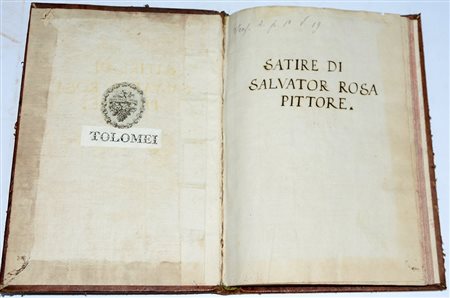 TOLOMEI
SATIRE DI
SALVATOR ROSA
PITTORE.